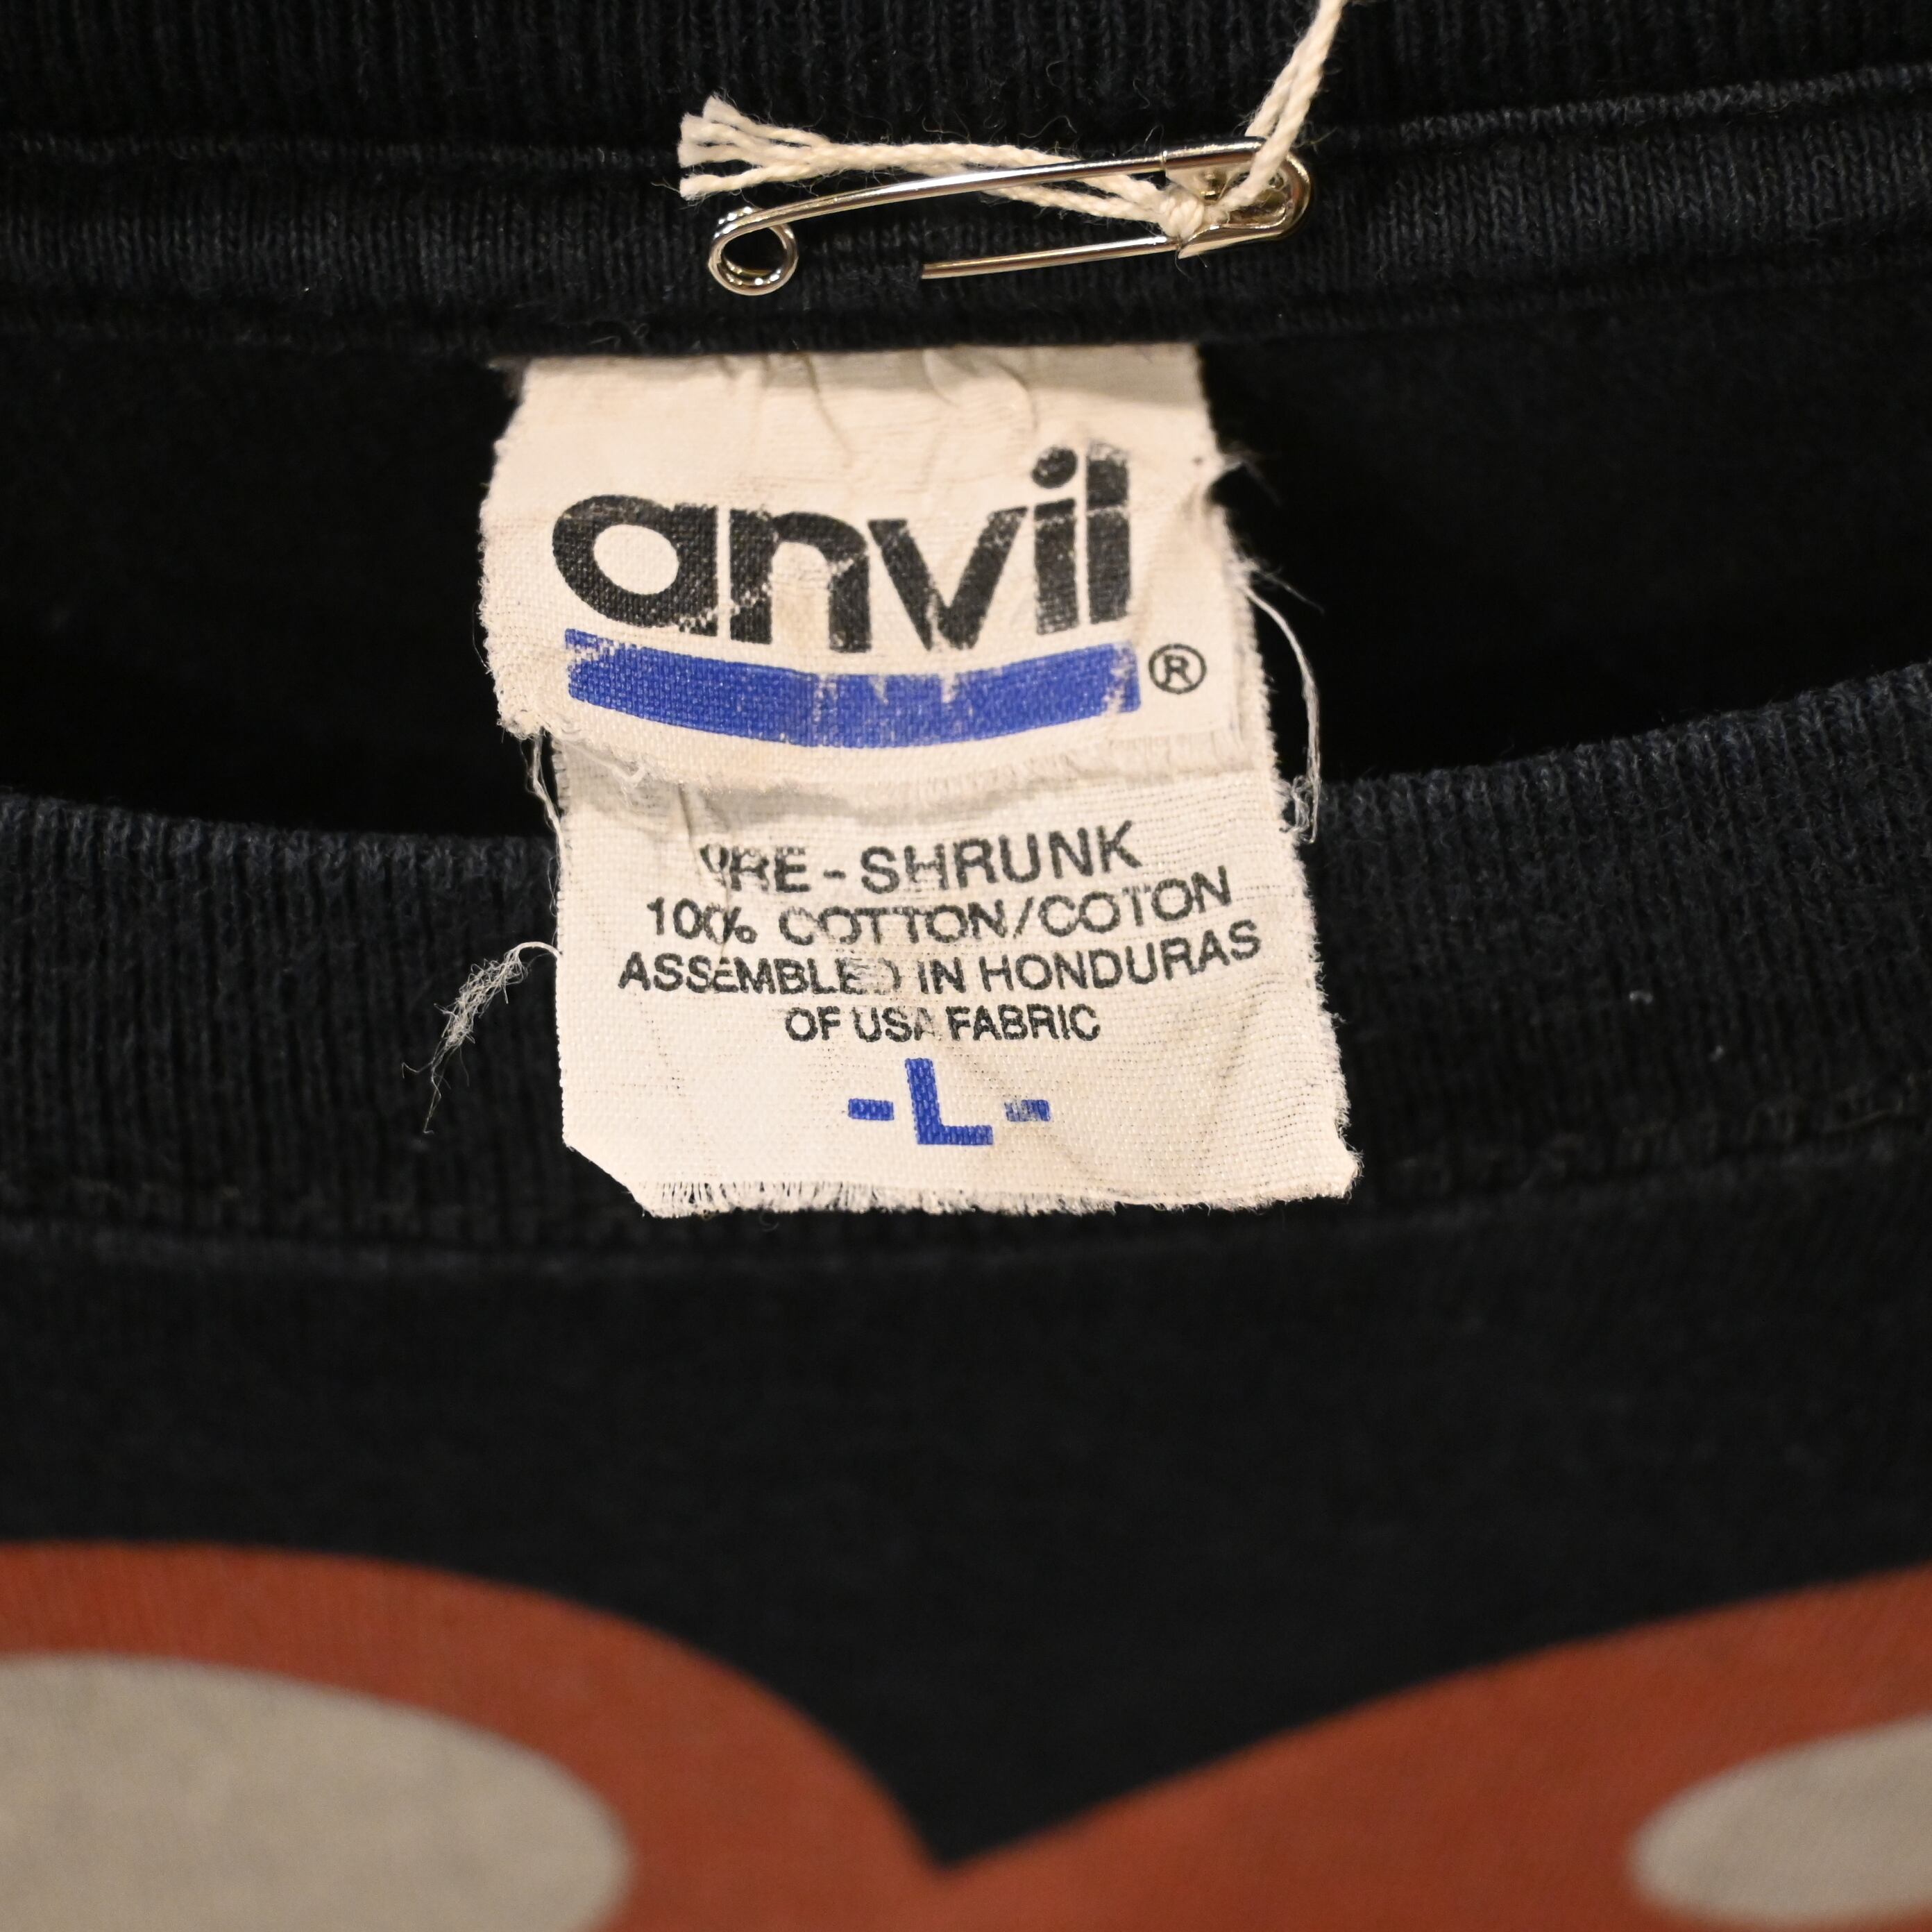 anvil®
PRE-SHRUNK
100% COTTON/COTON
ASSEMBLED IN HONDURAS
OF USA FABRIC
-L-